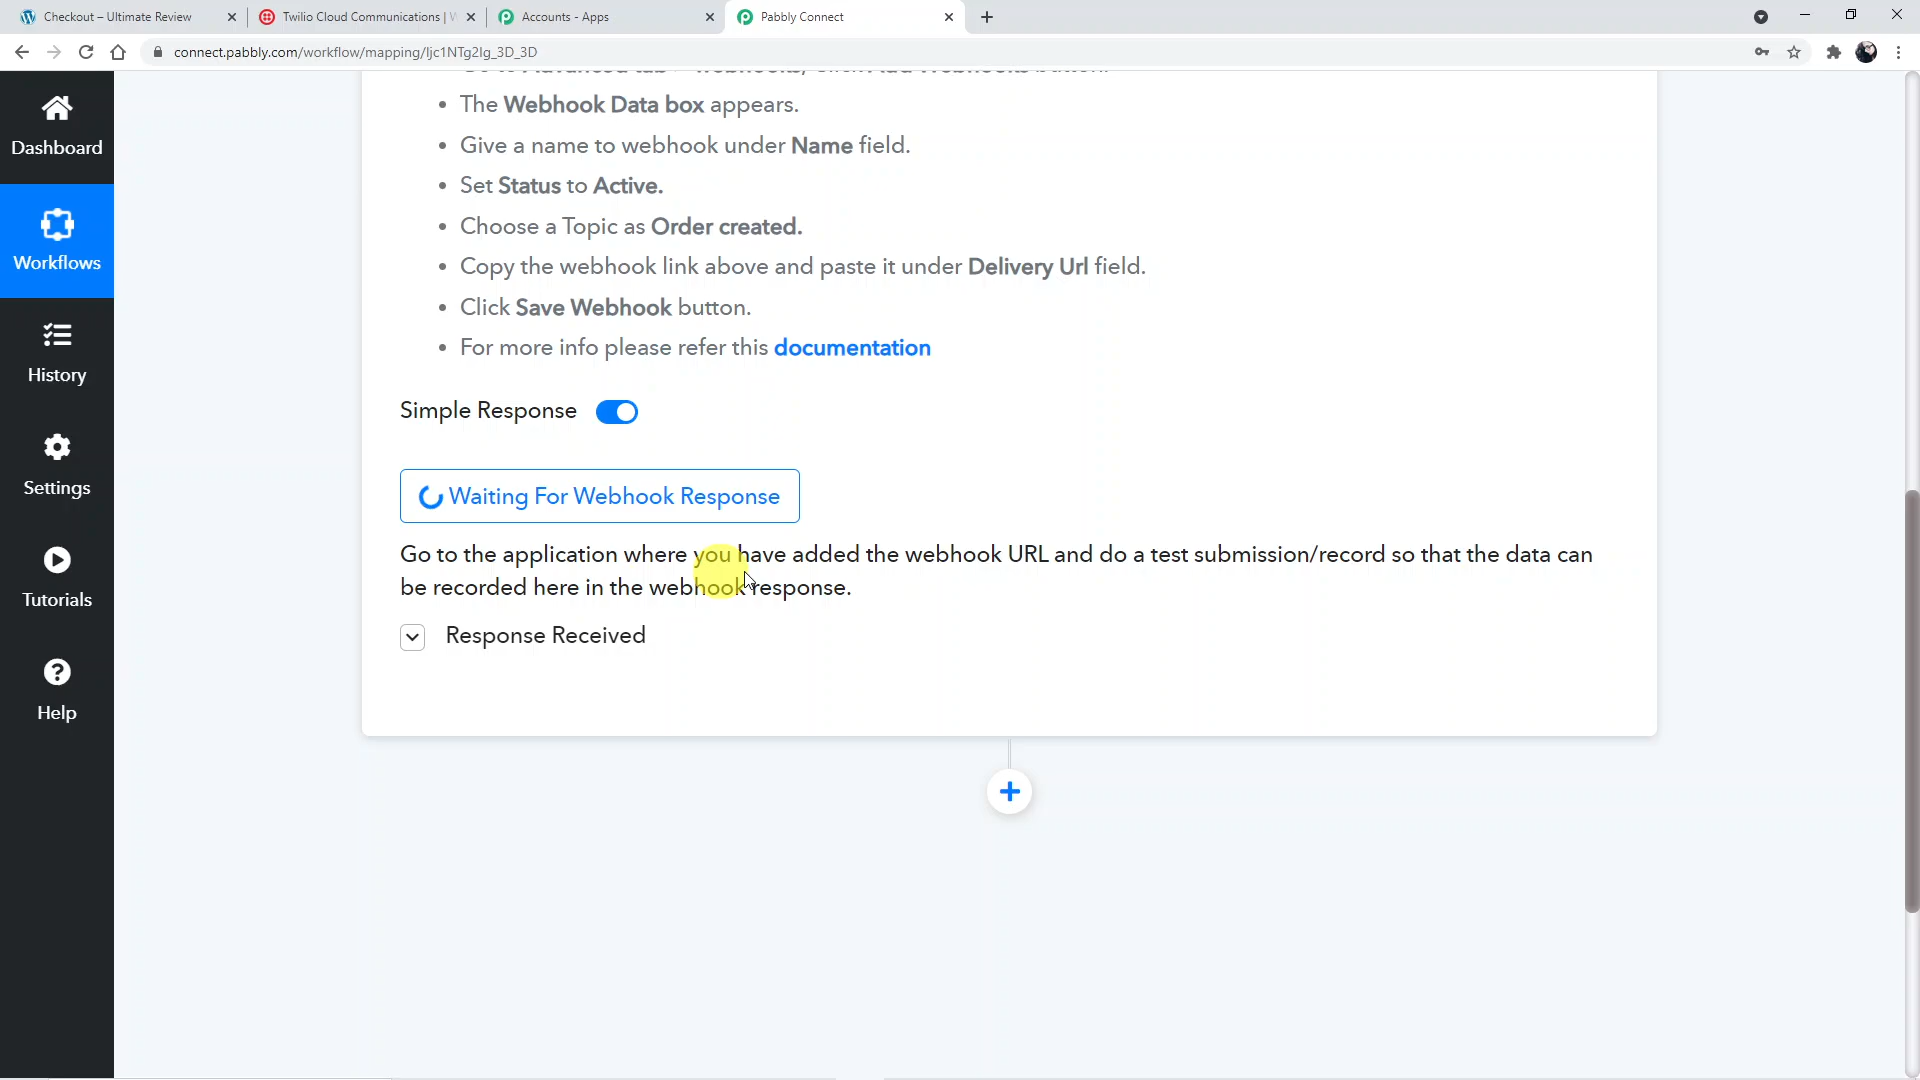 Checkout – Ultimate Review
Twilio Cloud Communications |
Accounts - Apps
Pabbly Connect
connect.pabbly.com/workflow/mapping/Ijc1NTg2Ig_3D_3D
Dashboard
Workflows
History
Settings
Tutorials
Help
• The Webhook Data box appears.
• Give a name to webhook under Name field.
• Set Status to Active.
• Choose a Topic as Order created.
• Copy the webhook link above and paste it under Delivery Url field.
• Click Save Webhook button.
• For more info please refer this documentation
Simple Response
Waiting For Webhook Response
Go to the application where you have added the webhook URL and do a test submission/record so that the data can
be recorded here in the webhook response.
Response Received